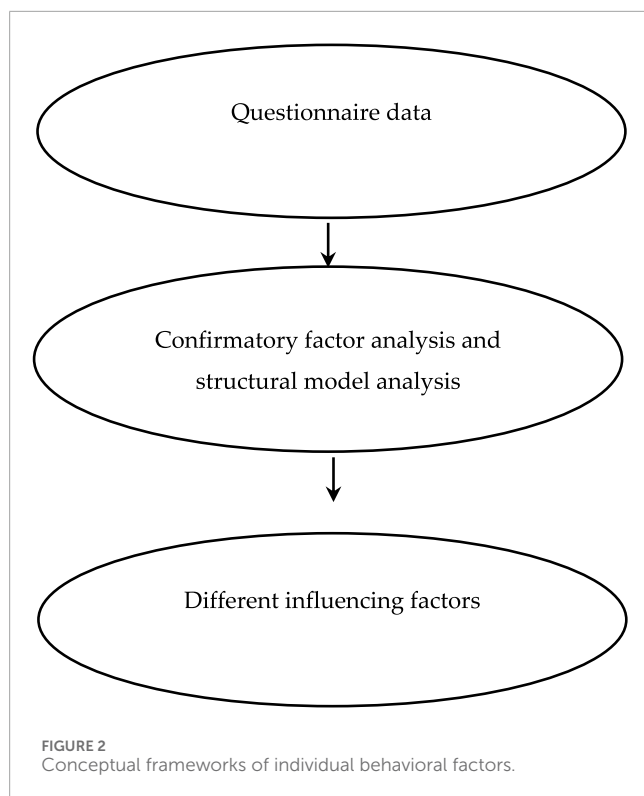 Questionnaire data
Confirmatory factor analysis and
structural model analysis
Different influencing factors
FIGURE 2
Conceptual frameworks of individual behavioral factors.